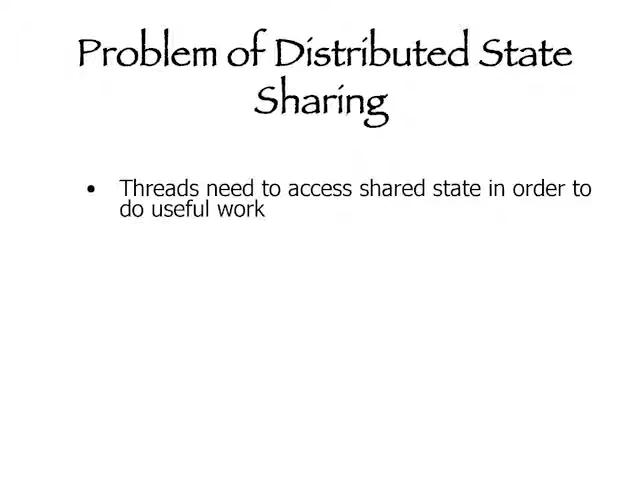 Problem of Distributed State
Sharing
• Threads need to access shared state in order to
do useful work